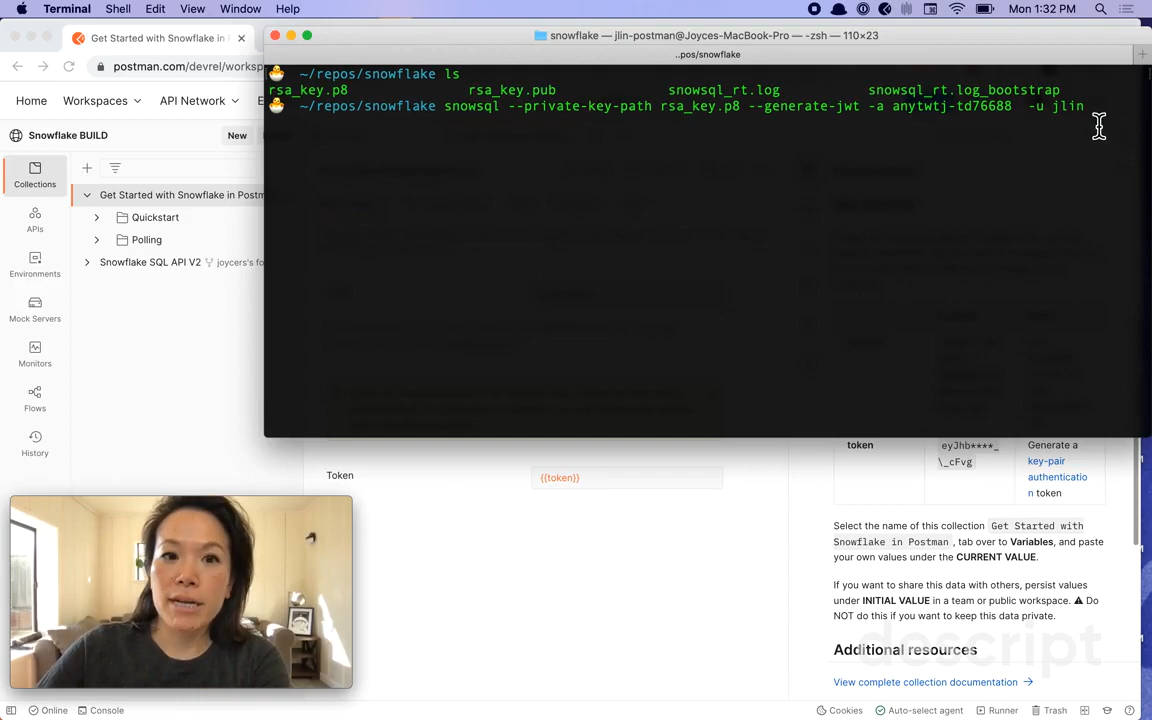 Terminal Shell Edit View Window Help
Mon 1:32 PM
Get Started with Snowflake in
snowflake — jlin-postman@Joyces-MacBook-Pro — -zsh — 110×23
..pos/snowflake
postman.com/devrel/worksp
~/repos/snowflake ls
rsa_key.p8 rsa_key.pub snowsql_rt.log snowsql_rt.log_bootstrap
~/repos/snowflake snowsql --private-key-path rsa_key.p8 --generate-jwt -a anytwtj-td76688 -u jlin
Home Workspaces API Network E
Snowflake BUILD
New
Collections
Get Started with Snowflake in Postm
Quickstart
Polling
Snowflake SQL API V2 joycers's fo
APIs
Environments
Mock Servers
Monitors
Flows
History
Token
{{token}}
token
eyJhb****_
\_cFvg
Generate a
key-pair
authenticatio
n token
Select the name of this collection Get Started with
Snowflake in Postman , tab over to Variables, and paste
your own values under the CURRENT VALUE.
If you want to share this data with others, persist values
under INITIAL VALUE in a team or public workspace. ⚠ Do
NOT do this if you want to keep this data private.
descript
Additional resources
View complete collection documentation →
Online Console
Cookies Auto-select agent Runner Trash